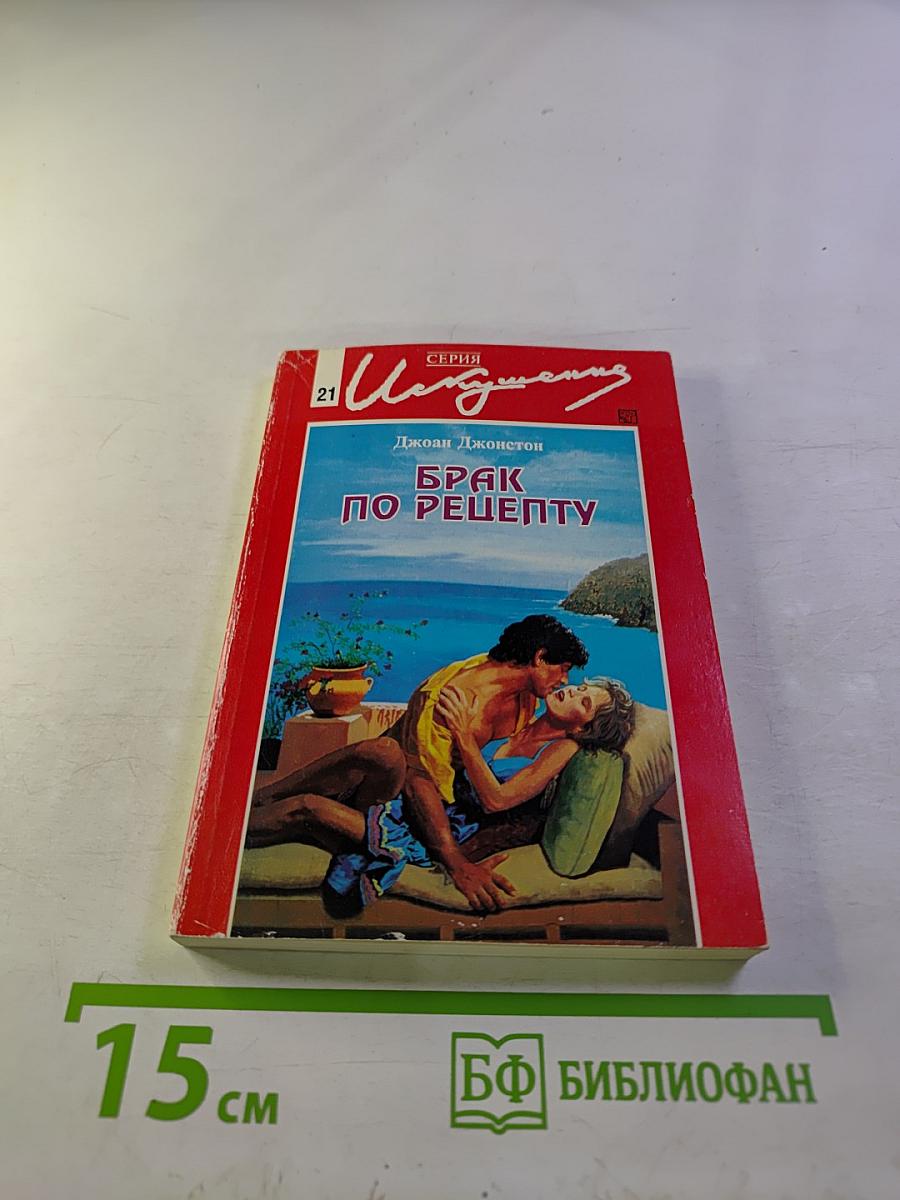 СЕРИЯ
21
Искушение
Джоан Джонстон
БРАК
ПО РЕЦЕПТУ
15 см
БФ БИБЛИОФАН